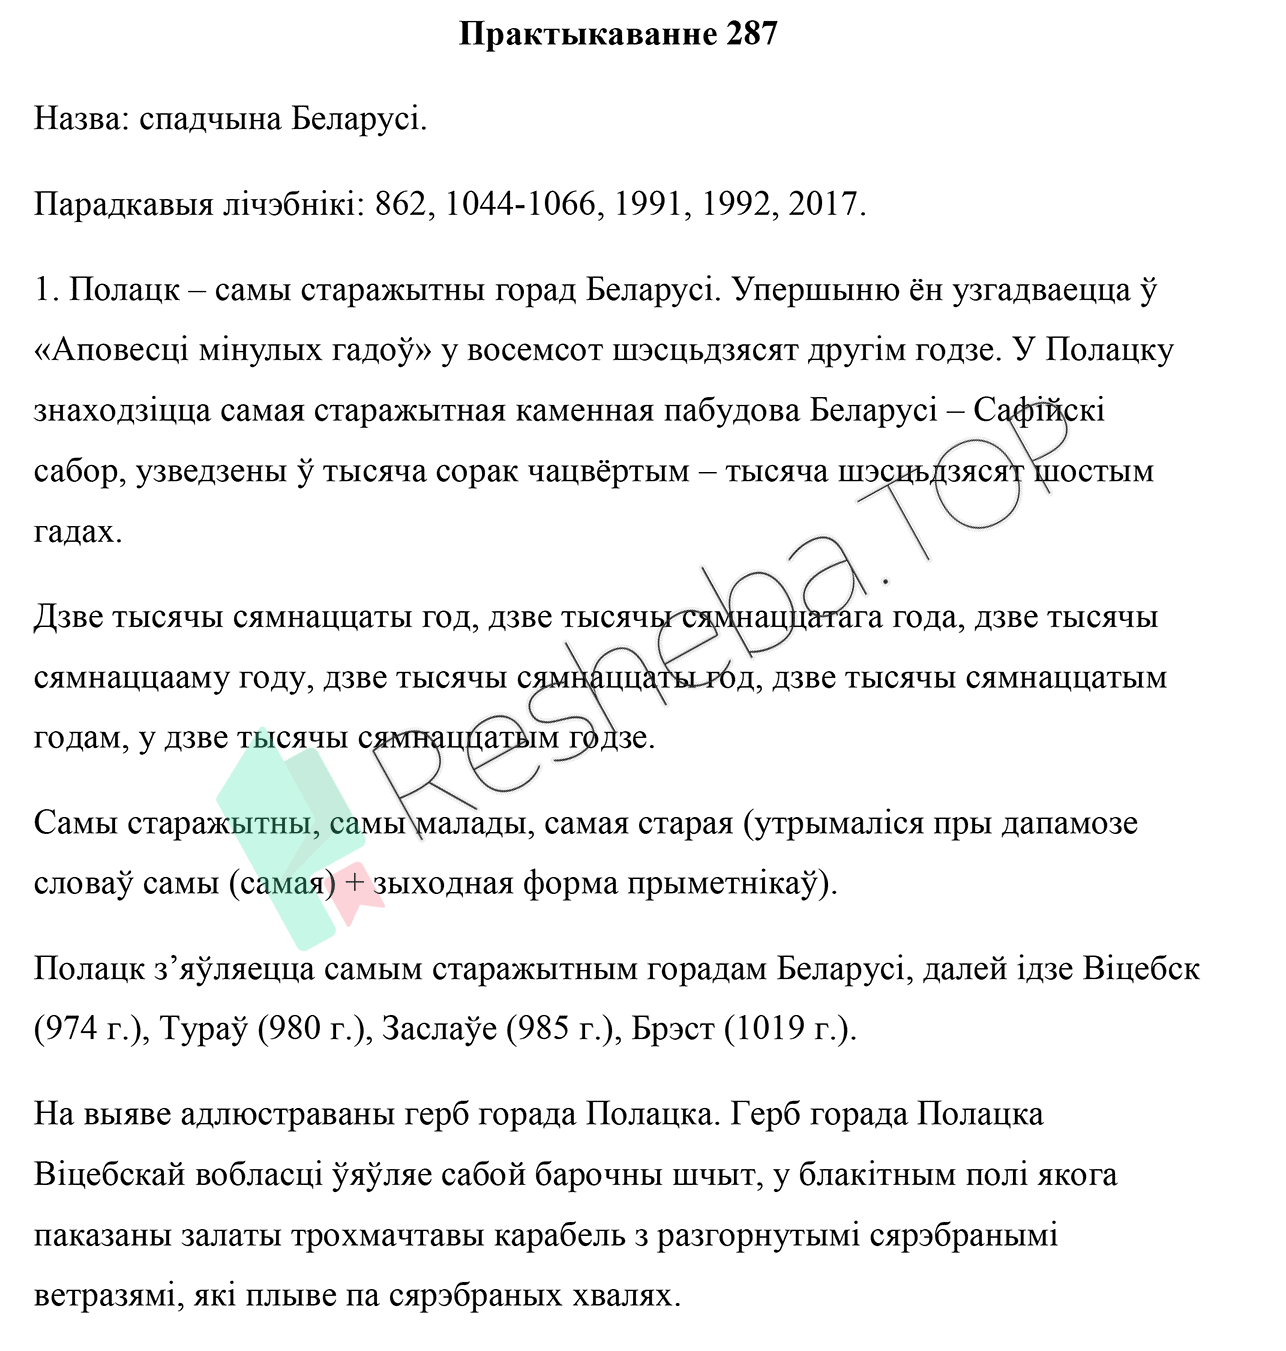 Практыкаванне 287
Назва: спадчына Беларусі.
Парадкавыя лічэбнікі: 862, 1044-1066, 1991, 1992, 2017.
1. Полацк – самы старажытны горад Беларусі. Упершыню ён узгадваецца ў
«Аповесці мінулых гадоў» у восемсот шэсцьдзясят другім годзе. У Полацку
знаходзіцца самая старажытная каменная пабудова Беларусі – Сафійскі
сабор, узведзены ў тысяча сорак чацвёртым – тысяча шэсцьдзясят шостым
гадах.
Дзве тысячы сямнаццаты год, дзве тысячы сямнаццатага года, дзве тысячы
сямнаццааму году, дзве тысячы сямнаццаты год, дзве тысячы сямнаццатым
годам, у дзве тысячы сямнаццатым годзе.
Самы старажытны, самы малады, самая старая (утрымаліся пры дапамозе
словаў самы (самая) + зыходная форма прыметнікаў).
Полацк з’яўляецца самым старажытным горадам Беларусі, далей ідзе Віцебск
(974 г.), Тураў (980 г.), Заслаўе (985 г.), Брэст (1019 г.).
На выяве адлюстраваны герб горада Полацка. Герб горада Полацка
Віцебскай вобласці ўяўляе сабой барочны шчыт, у блакітным полі якога
паказаны залаты трохмачтавы карабель з разгорнутымі сярэбранымі
ветразямі, які плыве па сярэбраных хвалях.
Resheba.TOP